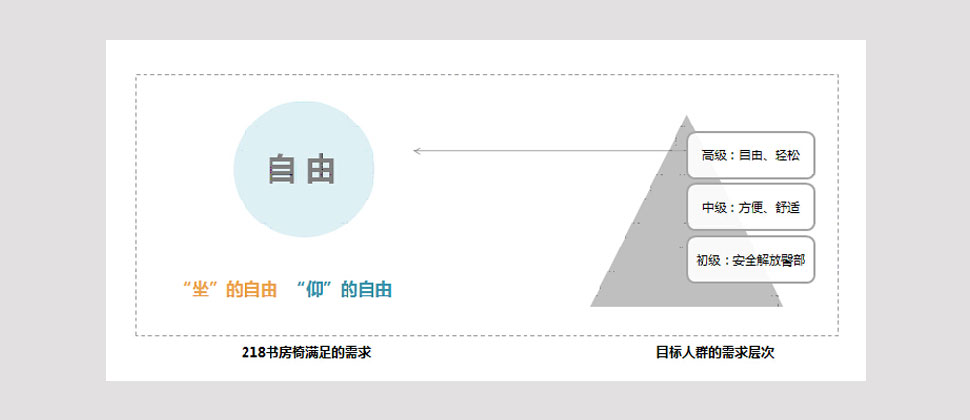 自由
“坐”的自由 “仰”的自由
218书房椅满足的需求
高级：自由、轻松
中级：方便、舒适
初级：安全解放臀部
目标人群的需求层次